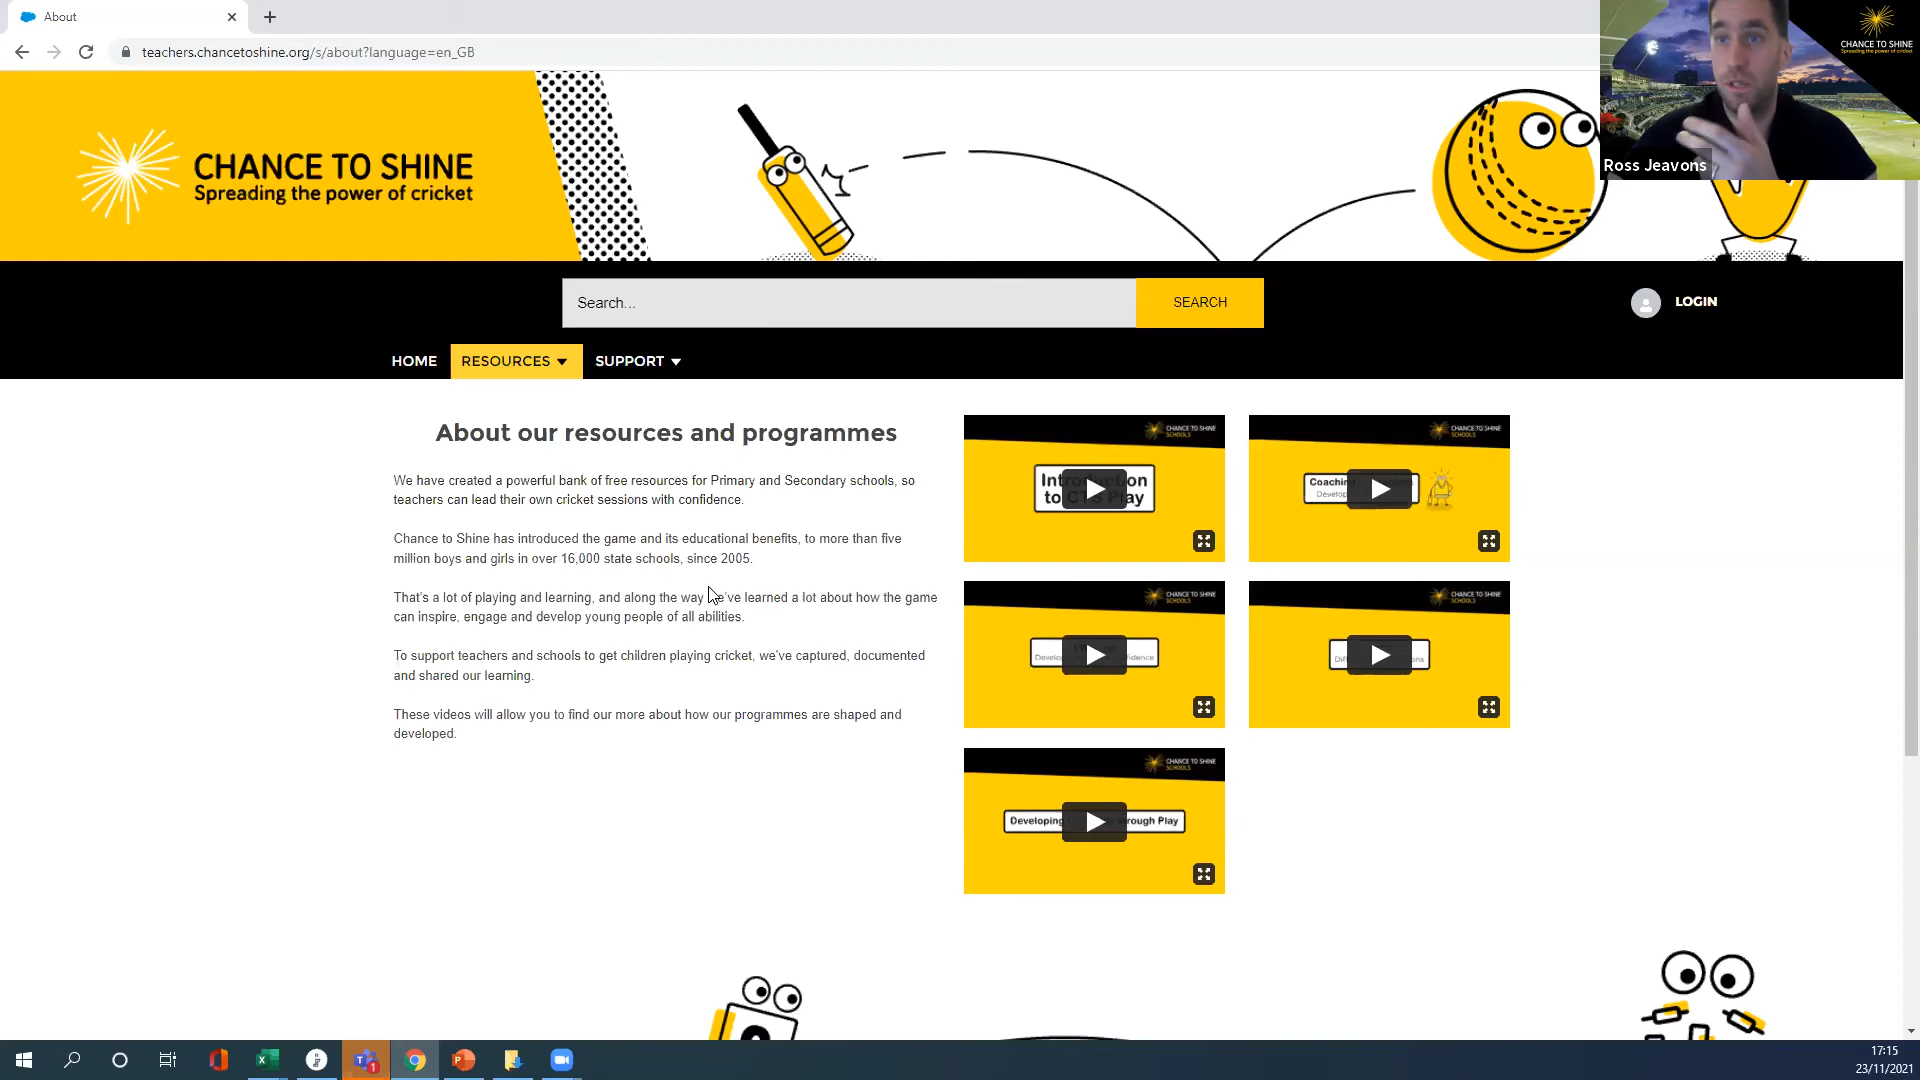 About
teachers.chancetoshine.org/s/about?language=en_GB
CHANCE TO SHINE
Spreading the power of cricket
CHANCE TO SHINE
Spreading the power of cricket
Ross Jeavons
Search...
SEARCH
LOGIN
HOME
RESOURCES
SUPPORT
About our resources and programmes
We have created a powerful bank of free resources for Primary and Secondary schools, so
teachers can lead their own cricket sessions with confidence.
Chance to Shine has introduced the game and its educational benefits, to more than five
million boys and girls in over 16,000 state schools, since 2005.
That's a lot of playing and learning, and along the way we've learned a lot about how the game
can inspire, engage and develop young people of all abilities.
To support teachers and schools to get children playing cricket, we've captured, documented
and shared our learning.
These videos will allow you to find our more about how our programmes are shaped and
developed.
CHANCE TO SHINE
SCHOOLS
Introduction
to CTS Play
CHANCE TO SHINE
SCHOOLS
Coaching
CHANCE TO SHINE
SCHOOLS
CHANCE TO SHINE
SCHOOLS
CHANCE TO SHINE
SCHOOLS
Developing through Play
17:15
23/11/2021